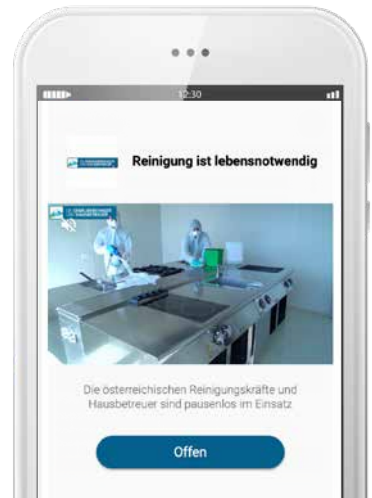 12:30
Reinigung ist lebensnotwendig
Die österreichischen Reinigungskräfte und
Hausbetreuer sind pausenlos im Einsatz
Offen